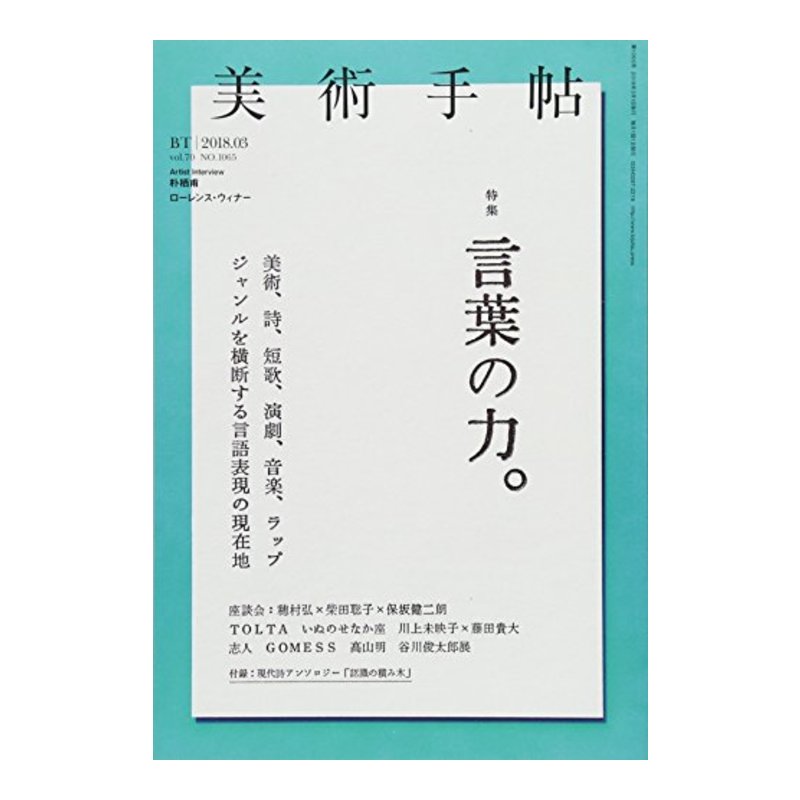 美術手帖
BT | 2018.03
vol.70 NO.1065
Artist Interview
朴栖甫
ローレンス・ウィナー
特集
言葉の力。
美術、詩、短歌、演劇、音楽、ラップ
ジャンルを横断する言語表現の現在地
座談会：穂村弘×柴田聡子×保坂健二朗
TOLTA いぬのせなか座 川上未映子×藤田貴大
志人 GOMESS 髙山明 谷川俊太郎展
付録：現代詩アンソロジー「認識の積み木」